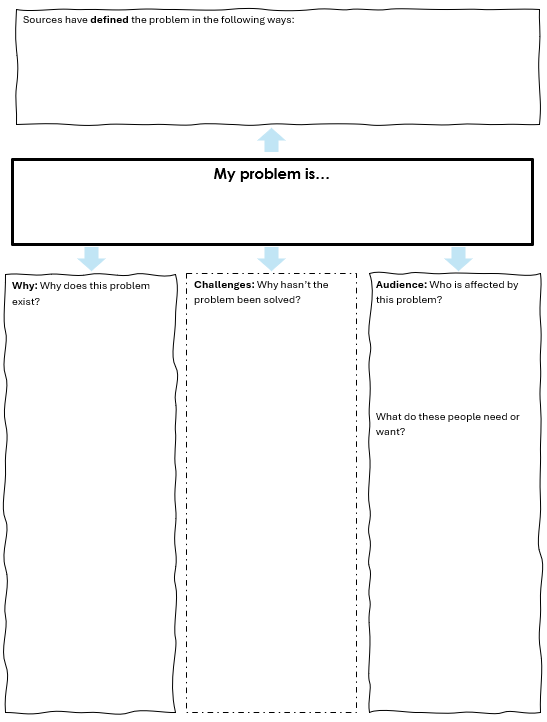 Sources have defined the problem in the following ways:
My problem is...
Why: Why does this problem
exist?
Challenges: Why hasn't the
problem been solved?
Audience: Who is affected by
this problem?
What do these people need or
want?